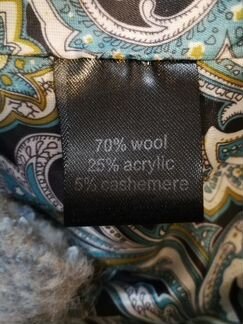 70% wool
25% acrylic
5% cashemere